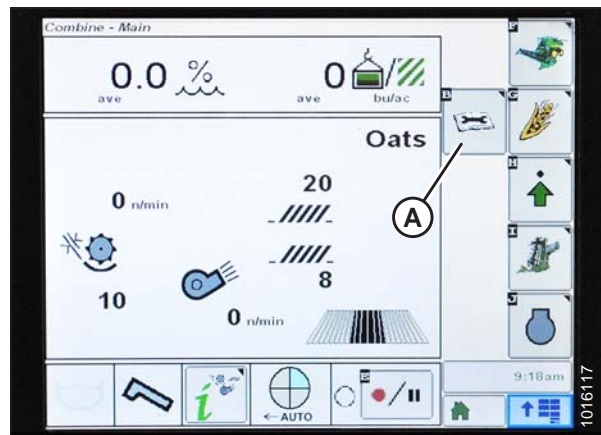 Combine - Main
0.0 %
ave
0
ave bu/ac
Oats
0 n/min
20
8
10
0 n/min
F
B
G
H
I
J
A
i
← AUTO
9:18am
1016117